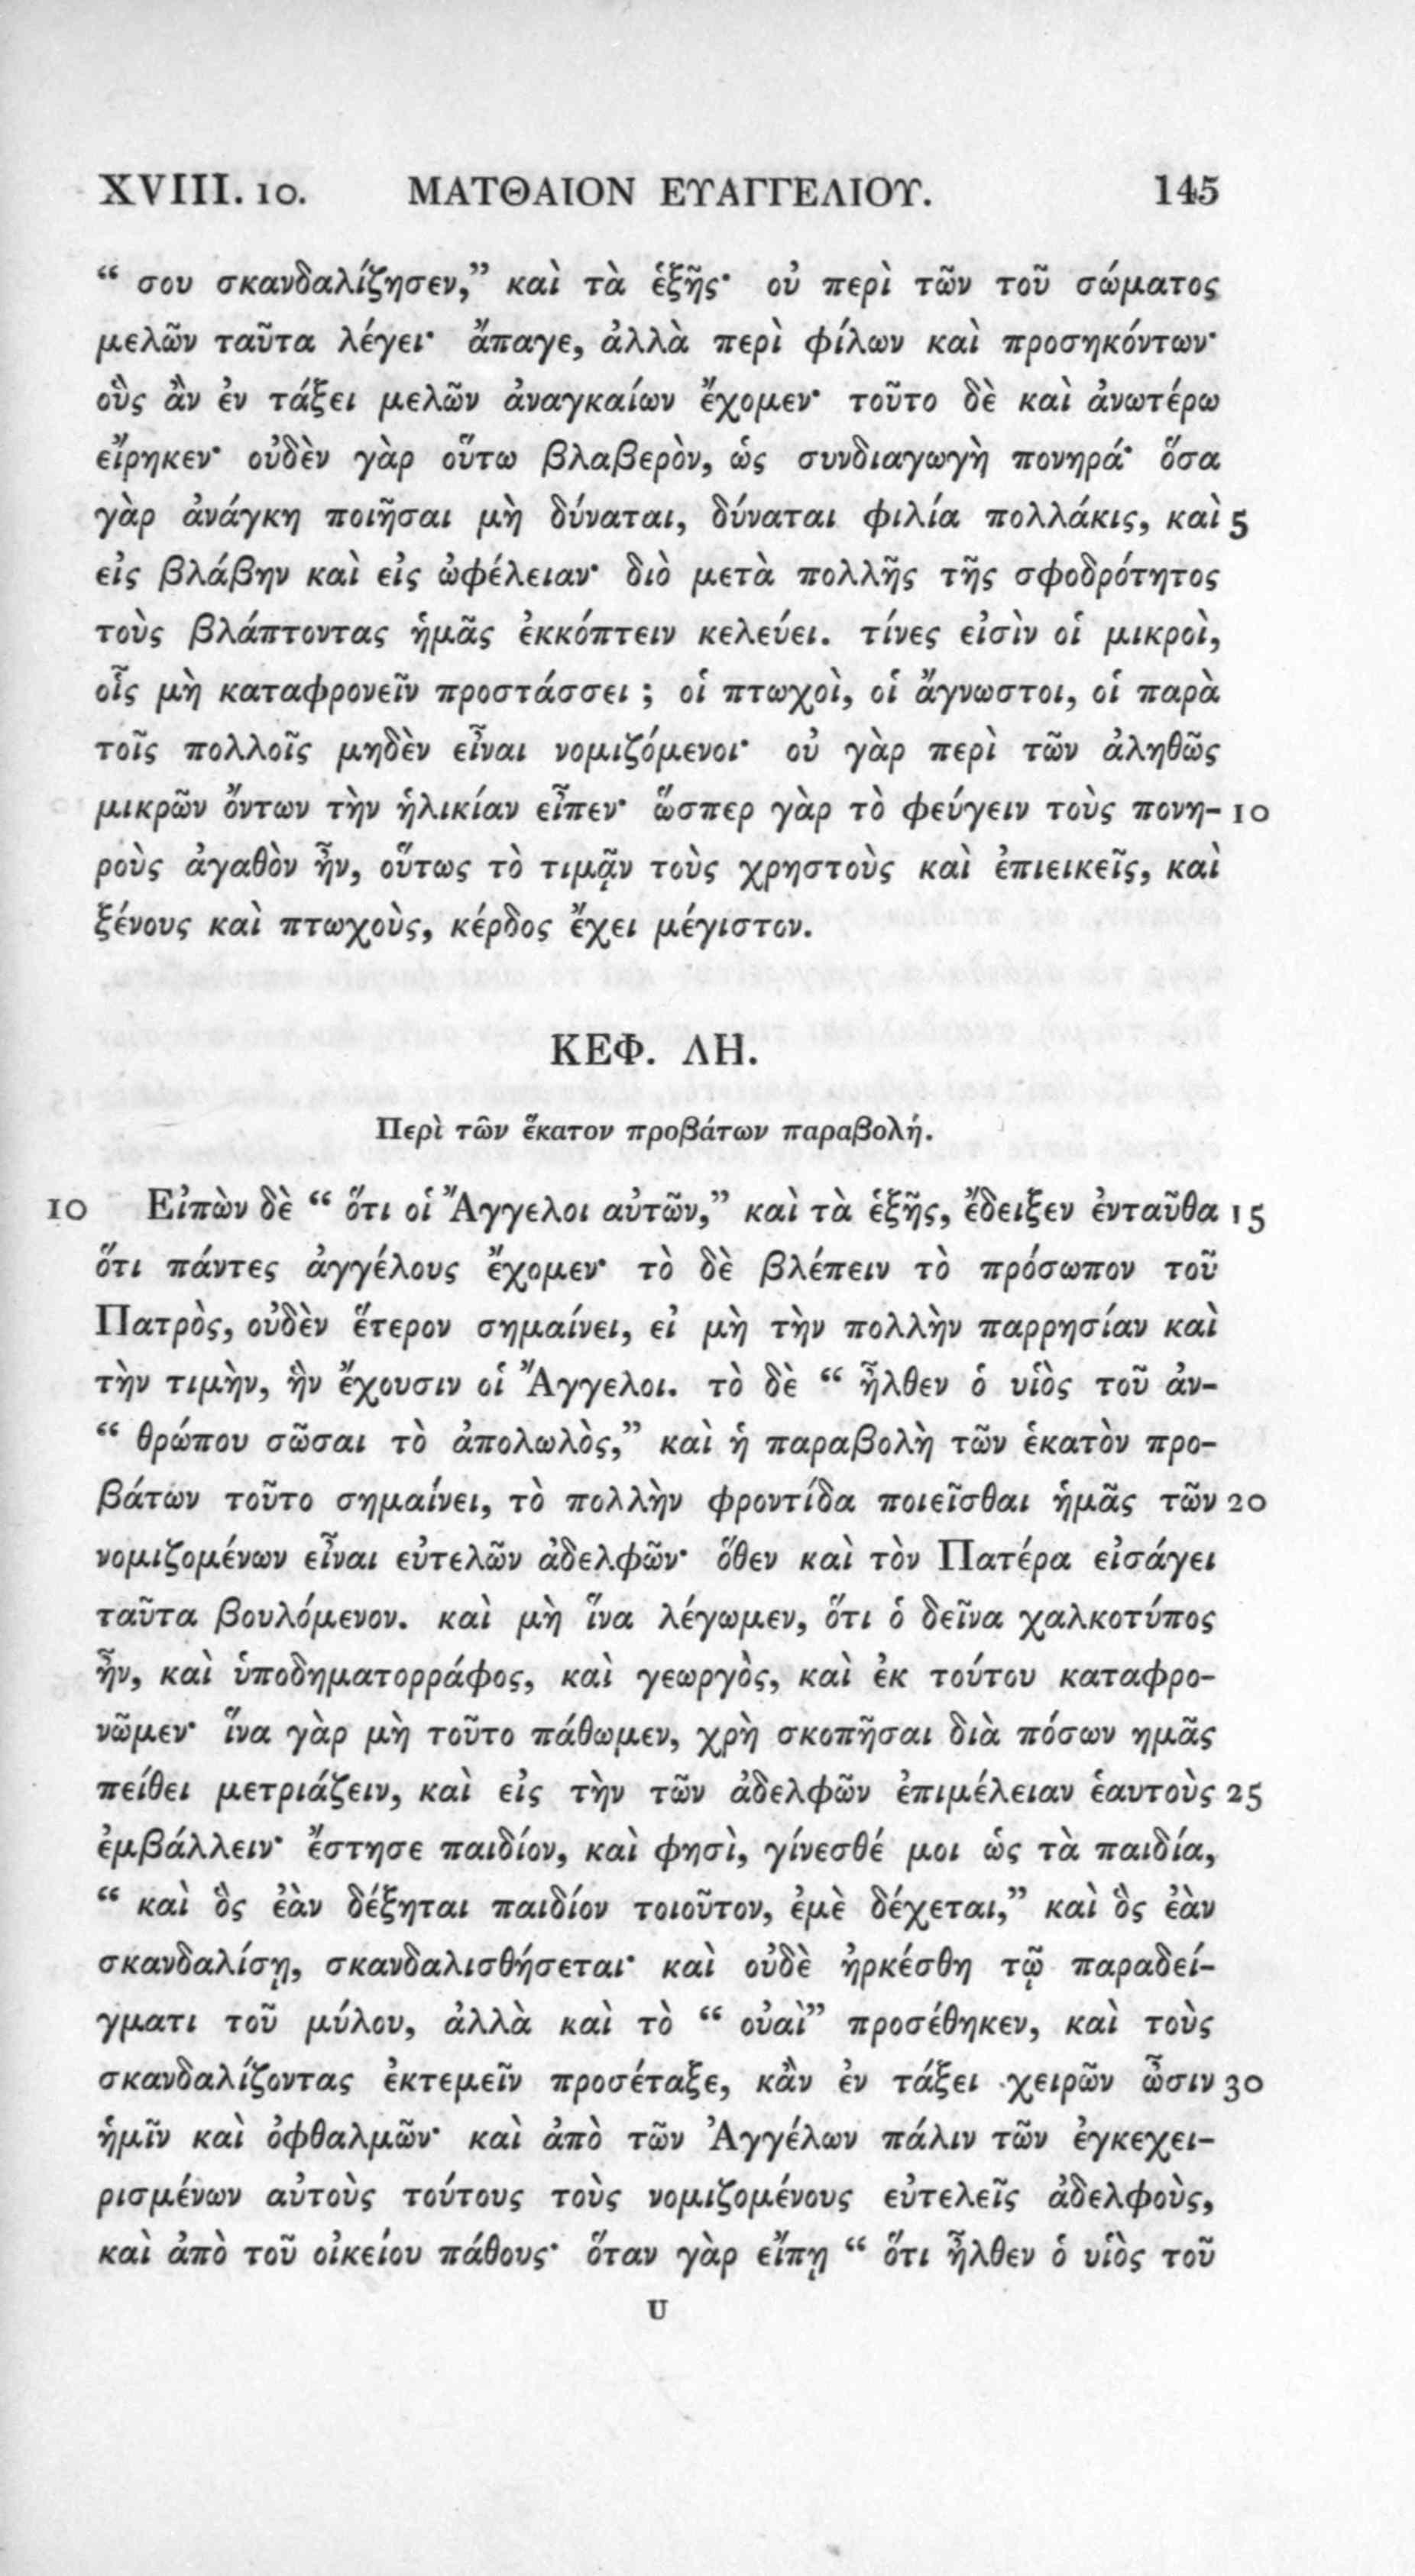 XVIII. 10. ΜΑΤΘΑΙΟΝ ΕΥΑΓΓΕΛΙΟΥ. 145
“ σου σκανδαλίζησεν,” καὶ τὰ ἑξῆς· οὐ περὶ τῶν τοῦ σώματος
μελῶν ταῦτα λέγει· ἄπαγε, ἀλλὰ περὶ φίλων καὶ προσηκόντων·
οὓς ἂν ἐν τάξει μελῶν ἀναγκαίων ἔχομεν· τοῦτο δὲ καὶ ἀνωτέρω
εἴρηκεν· οὐδὲν γὰρ οὕτω βλαβερὸν, ὡς συνδιαγωγὴ πονηρά· ὅσα
γὰρ ἀνάγκη ποιῆσαι μὴ δύναται, δύναται φιλία πολλάκις, καὶ 5
εἰς βλάβην καὶ εἰς ὠφέλειαν· διὸ μετὰ πολλῆς τῆς σφοδρότητος
τοὺς βλάπτοντας ἡμᾶς ἐκκόπτειν κελεύει. τίνες εἰσὶν οἱ μικροὶ,
οἷς μὴ καταφρονεῖν προστάσσει ; οἱ πτωχοὶ, οἱ ἄγνωστοι, οἱ παρὰ
τοῖς πολλοῖς μηδὲν εἶναι νομιζόμενοι· οὐ γὰρ περὶ τῶν ἀληθῶς
μικρῶν ὄντων τὴν ἡλικίαν εἶπεν· ὥσπερ γὰρ τὸ φεύγειν τοὺς πονη- 10
ροὺς ἀγαθὸν ἦν, οὕτως τὸ τιμᾷν τοὺς χρηστοὺς καὶ ἐπιεικεῖς, καὶ
ξένους καὶ πτωχοὺς, κέρδος ἔχει μέγιστον.
ΚΕΦ. ΛΗ.
Περὶ τῶν ἕκατον προβάτων παραβολή.
10 Εἰπὼν δὲ “ ὅτι οἱ Ἄγγελοι αὐτῶν,” καὶ τὰ ἑξῆς, ἔδειξεν ἐνταῦθα 15
ὅτι πάντες ἀγγέλους ἔχομεν· τὸ δὲ βλέπειν τὸ πρόσωπον τοῦ
Πατρὸς, οὐδὲν ἕτερον σημαίνει, εἰ μὴ τὴν πολλὴν παρρησίαν καὶ
τὴν τιμὴν, ἣν ἔχουσιν οἱ Ἄγγελοι. τὸ δὲ “ ἦλθεν ὁ υἱὸς τοῦ ἀν-
“ θρώπου σῶσαι τὸ ἀπολωλὸς,” καὶ ἡ παραβολὴ τῶν ἑκατὸν προ-
βάτων τοῦτο σημαίνει, τὸ πολλὴν φροντίδα ποιεῖσθαι ἡμᾶς τῶν 20
νομιζομένων εἶναι εὐτελῶν ἀδελφῶν· ὅθεν καὶ τὸν Πατέρα εἰσάγει
ταῦτα βουλόμενον. καὶ μὴ ἵνα λέγωμεν, ὅτι ὁ δεῖνα χαλκοτύπος
ἦν, καὶ ὑποδηματορράφος, καὶ γεωργὸς, καὶ ἐκ τούτου καταφρο-
νῶμεν· ἵνα γὰρ μὴ τοῦτο πάθωμεν, χρὴ σκοπῆσαι διὰ πόσων ημᾶς
πείθει μετριάζειν, καὶ εἰς τὴν τῶν ἀδελφῶν ἐπιμέλειαν ἑαυτοὺς 25
ἐμβάλλειν· ἔστησε παιδίον, καὶ φησὶ, γίνεσθέ μοι ὡς τὰ παιδία,
“ καὶ ὃς ἐὰν δέξηται παιδίον τοιοῦτον, ἐμὲ δέχεται,” καὶ ὃς ἐὰν
σκανδαλίσῃ, σκανδαλισθήσεται· καὶ οὐδὲ ἠρκέσθη τῷ παραδεί-
γματι τοῦ μύλου, ἀλλὰ καὶ τὸ “ οὐαὶ” προσέθηκεν, καὶ τοὺς
σκανδαλίζοντας ἐκτεμεῖν προσέταξε, κἂν ἐν τάξει χειρῶν ὦσιν 30
ἡμῖν καὶ ὀφθαλμῶν· καὶ ἀπὸ τῶν Ἀγγέλων πάλιν τῶν ἐγκεχει-
ρισμένων αὐτοὺς τούτους τοὺς νομιζομένους εὐτελεῖς ἀδελφοὺς,
καὶ ἀπὸ τοῦ οἰκείου πάθους· ὅταν γὰρ εἴπῃ “ ὅτι ἦλθεν ὁ υἱὸς τοῦ
U